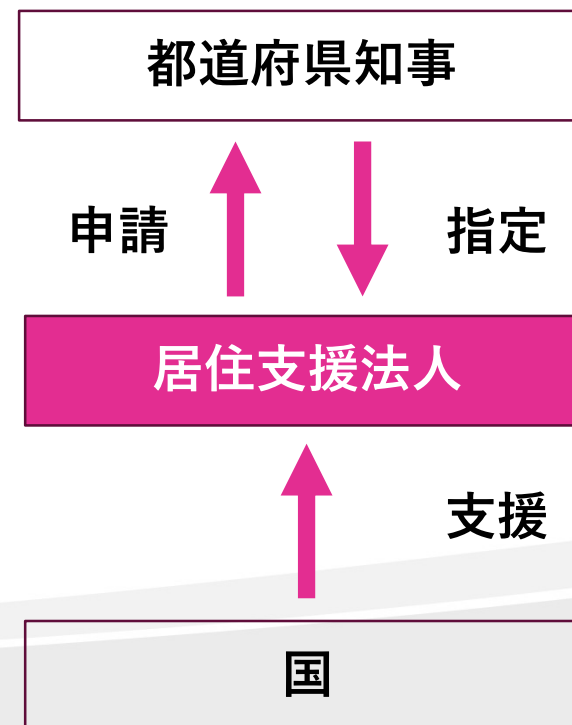 都道府県知事
申請
指定
居住支援法人
支援
国